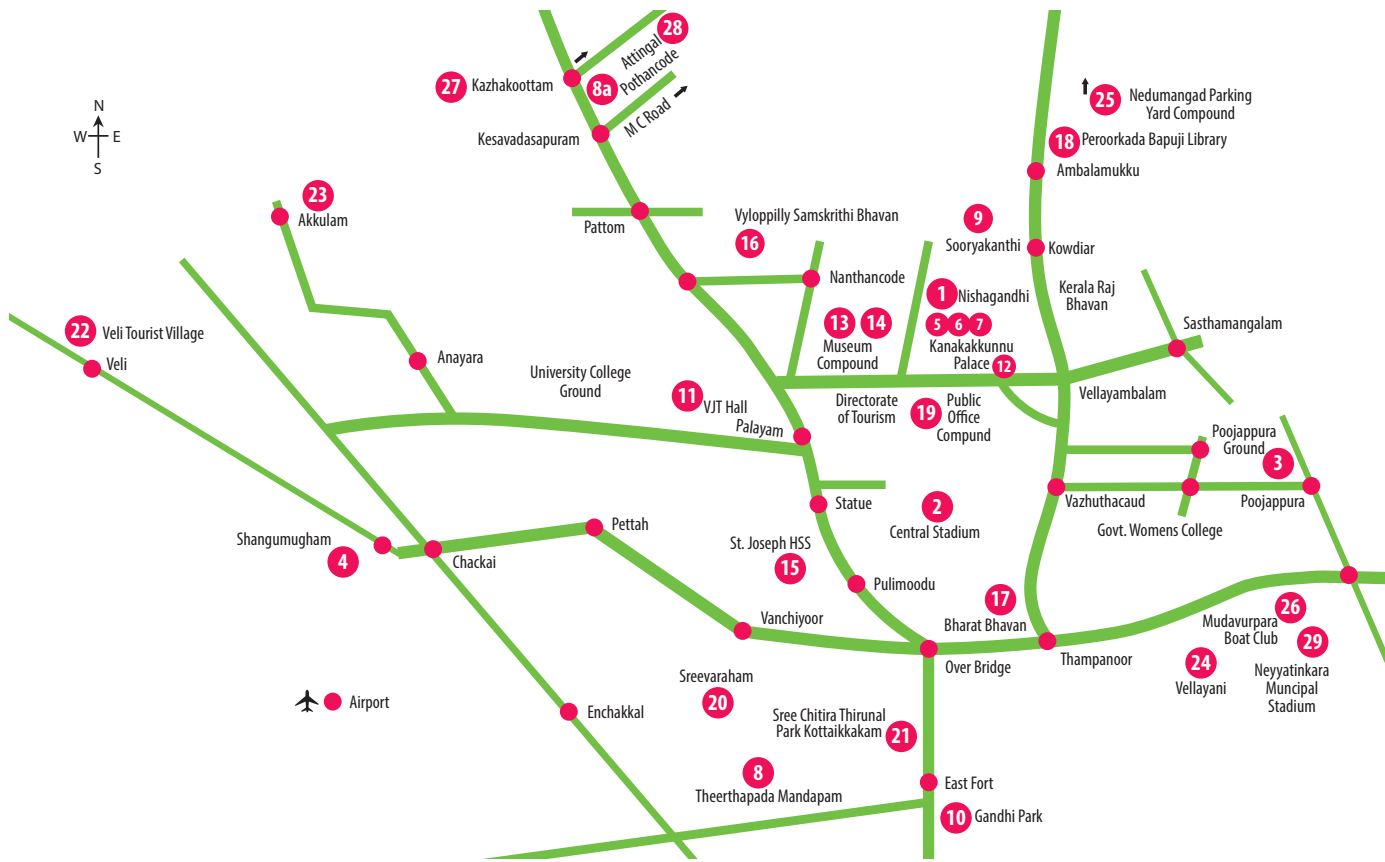 28
Attingal
27
Kazhakoottam
8a
Pothancode
M C Road
Kesavadasapuram
25
Nedumangad Parking
Yard Compound
18
Peroorkada Bapuji Library
Ambalamukku
N
W
E
S
23
Akkulam
Pattom
Vyloppilly Samskrithi Bhavan
16
9
Sooryakanthi
Kowdiar
Nanthancode
1
Nishagandhi
Kerala Raj
Bhavan
13
14
Museum
Compound
5
6
7
Kanakakkunnu
Palace
12
Sasthamangalam
22
Veli Tourist Village
Veli
Anayara
University College
Ground
11
VJT Hall
Palayam
Directorate
of Tourism
19
Public
Office
Compund
Vellayambalam
Poojappura
Ground
3
Statue
2
Central Stadium
Vazhuthacaud
Poojappura
Govt. Womens College
Pettah
Shangumugham
4
Chackai
St. Joseph HSS
15
Pulimoodu
17
Bharat Bhavan
Vanchiyoor
Over Bridge
Thampanoor
26
Mudavurpara
Boat Club
29
Neyyatinkara
Muncipal
Stadium
24
Vellayani
Airport
Enchakkal
Sreevaraham
20
Sree Chitira Thirunal
Park Kottaikkakam
21
8
Theerthapada Mandapam
East Fort
10
Gandhi Park